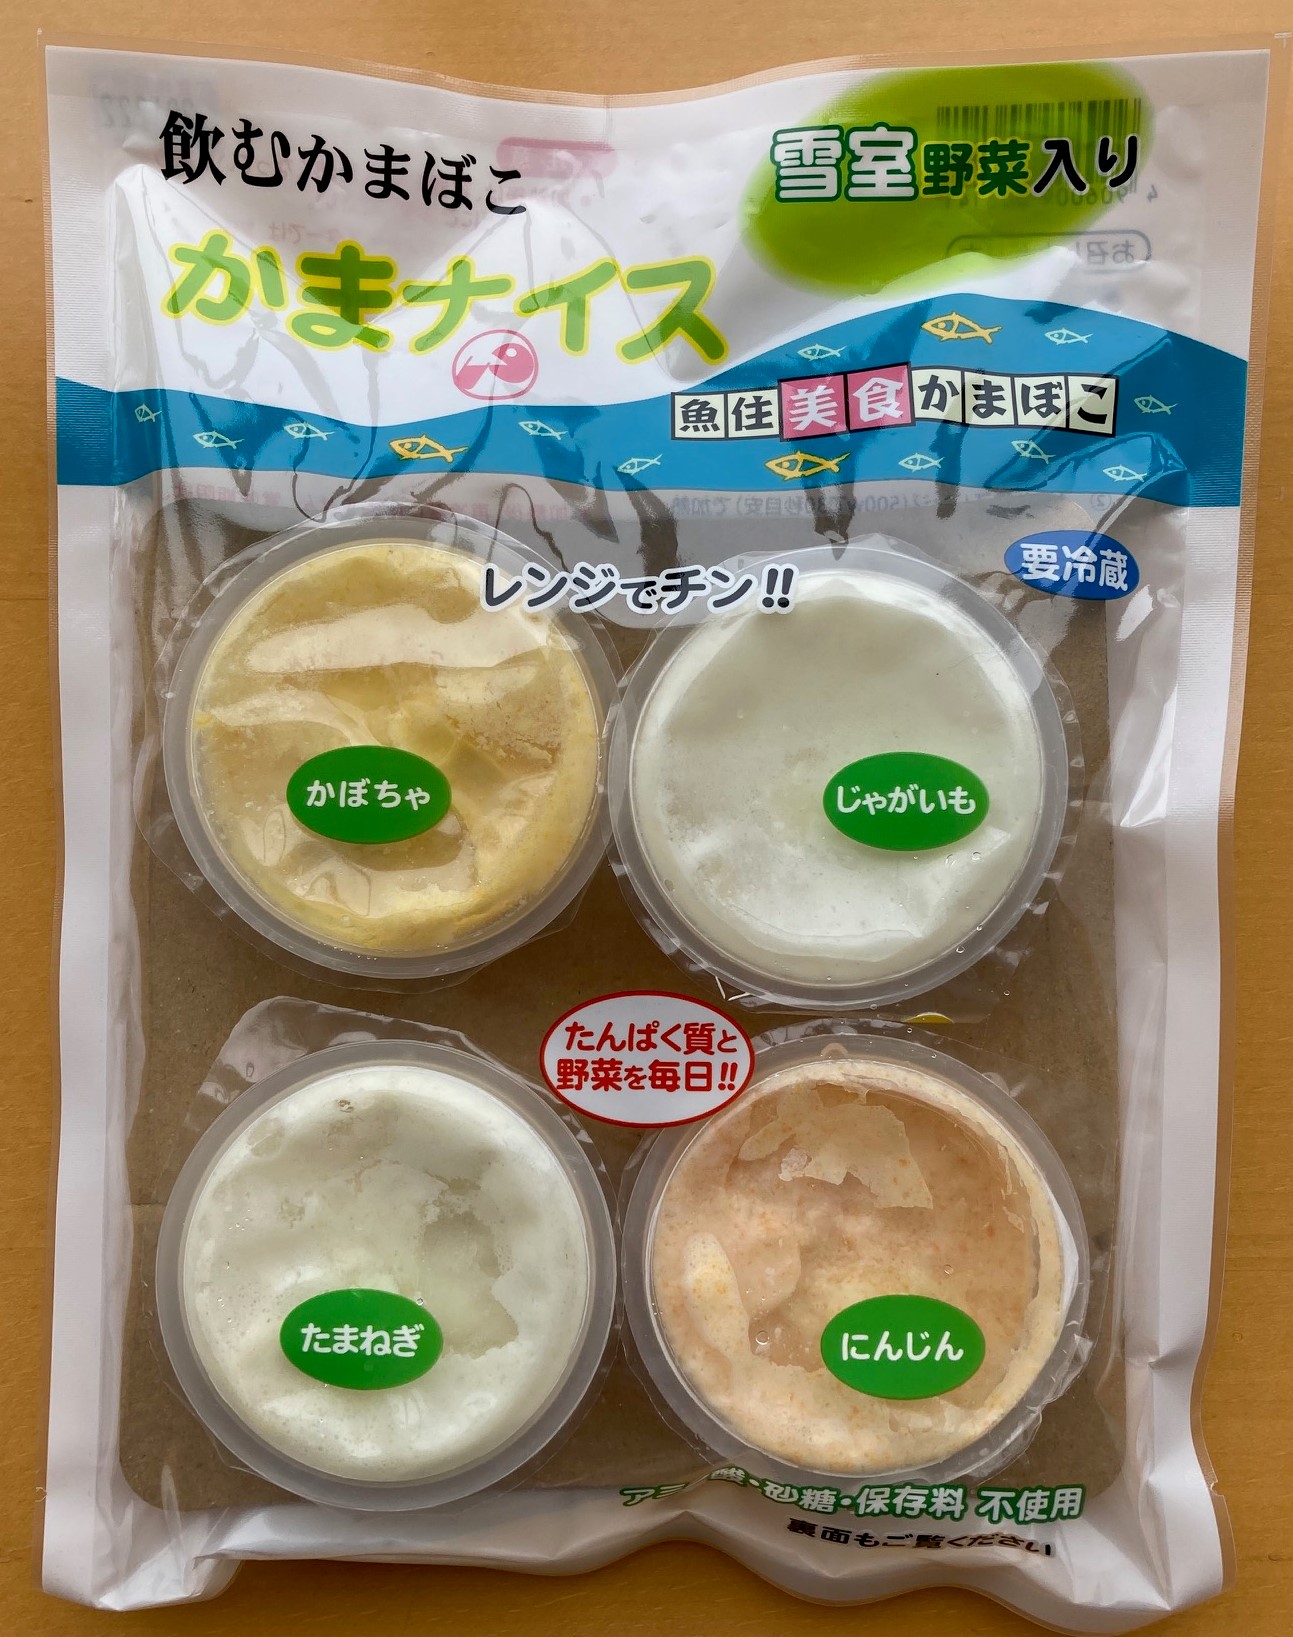 飲むかまぼこ
雪室野菜入り
かまナイス
魚住美食かまぼこ
要冷蔵
レンジでチン!!
かぼちゃ
じゃがいも
たんぱく質と
野菜を毎日!!
たまねぎ
にんじん
酸・砂糖・保存料 不使用
裏面もご覧ください